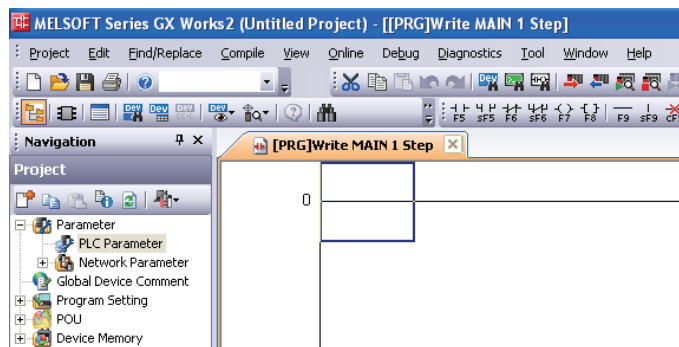 MELSOFT Series GX Works2 (Untitled Project) - [[PRG]Write MAIN 1 Step]
Project Edit Find/Replace Compile View Online Debug Diagnostics Tool Window Help
F5 sF5 F6 sF6 F7 F8 F9 sF9
Navigation
[PRG]Write MAIN 1 Step
Project
0
Parameter
PLC Parameter
Network Parameter
Global Device Comment
Program Setting
POU
Device Memory